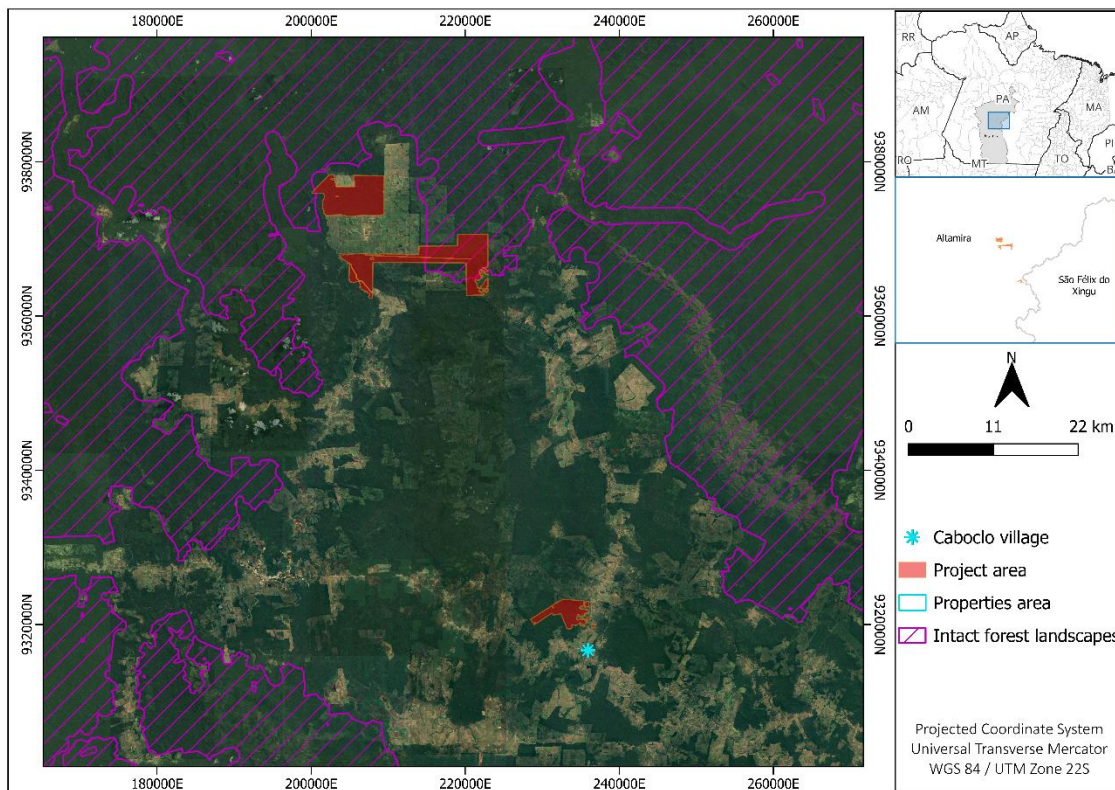 180000E 200000E 220000E 240000E 260000E
9380000N
9360000N
9340000N
9320000N
9380000N
9360000N
9340000N
9320000N
180000E 200000E 220000E 240000E 260000E
RR
AP
AM
PA
MA
PI
RO
MT
TO
BA
Altamira
São Félix do
Xingu
N
0 11 22 km
Caboclo village
Project area
Properties area
Intact forest landscapes
Projected Coordinate System
Universal Transverse Mercator
WGS 84 / UTM Zone 22S